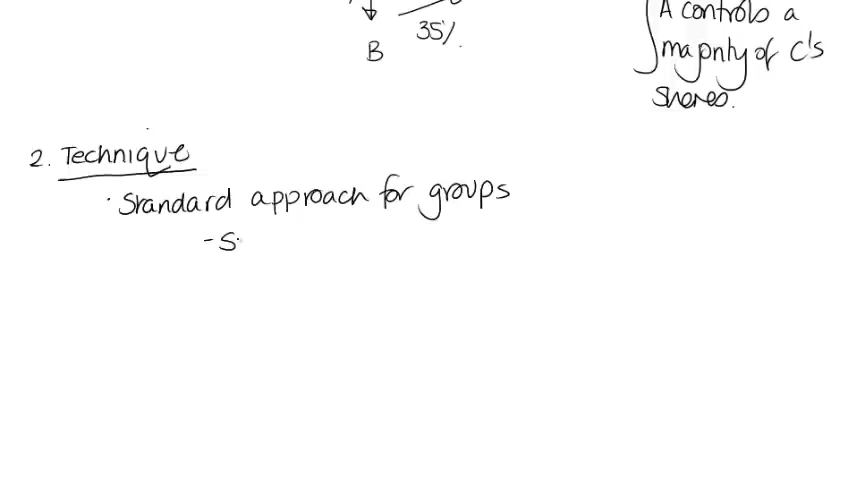 A controls a
35%
majority of C's
B
shares.
2. Technique
· Standard approach for groups
- S